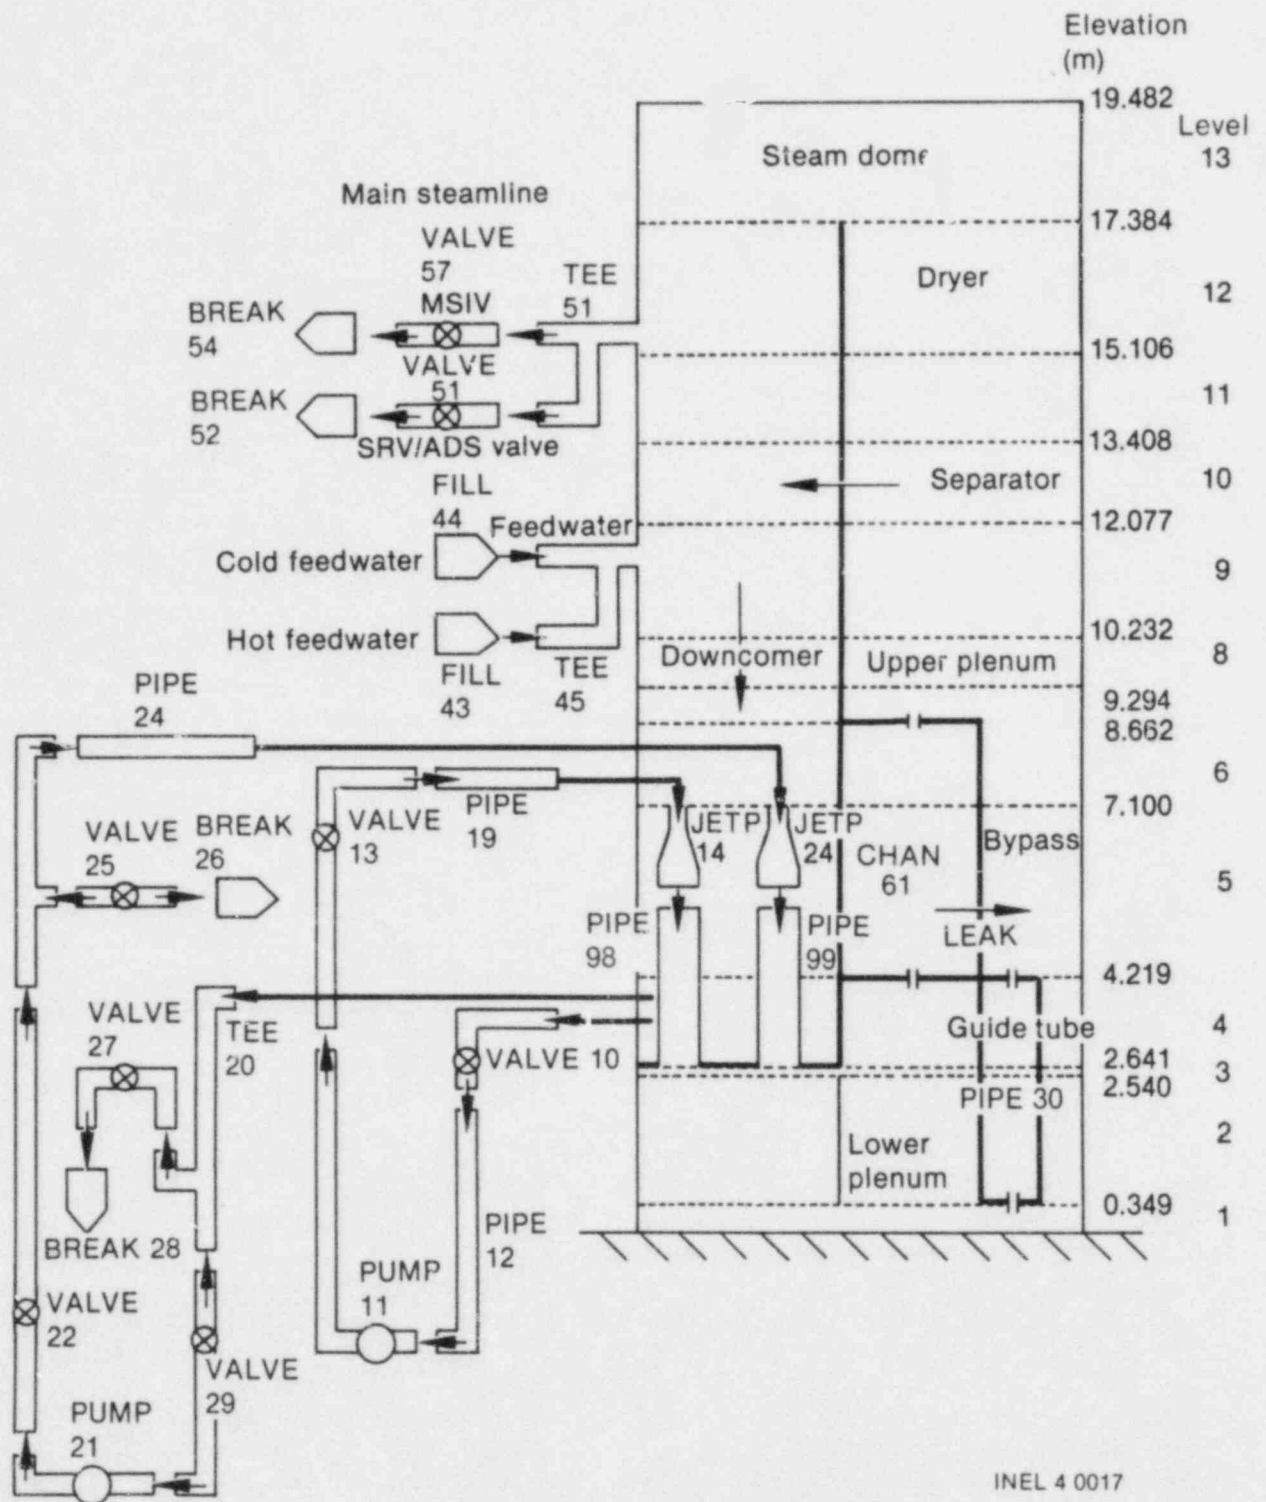 Elevation
(m)
19.482
Level
13
Steam dome
Main steamline
17.384
VALVE
57
MSIV
TEE
51
Dryer
12
BREAK
54
15.106
VALVE
51
11
BREAK
52
SRV/ADS valve
13.408
Separator
10
FILL
44
Feedwater
12.077
Cold feedwater
9
Hot feedwater
10.232
FILL
43
TEE
45
Downcomer
Upper plenum
8
PIPE
24
9.294
8.662
6
7.100
VALVE
25
BREAK
26
VALVE
13
PIPE
19
JETP
14
JETP
24
CHAN
61
Bypass
5
PIPE
98
PIPE
99
LEAK
4.219
VALVE
27
TEE
20
VALVE 10
Guide tube
4
2.641
3
2.540
PIPE 30
2
Lower
plenum
0.349
1
BREAK 28
PIPE
12
PUMP
11
VALVE
22
VALVE
29
PUMP
21
INEL 4 0017